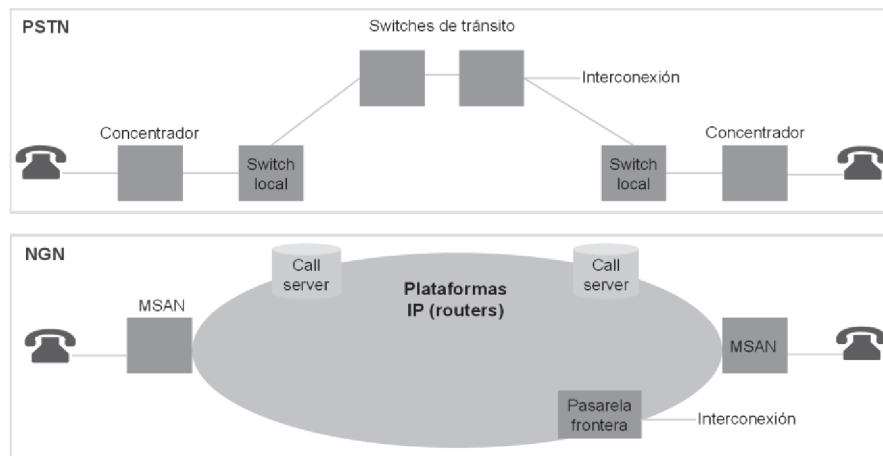 PSTN
Switches de tránsito
Interconexión
Concentrador
Concentrador
Switch
local
Switch
local
NGN
Call
server
Call
server
Plataformas
IP (routers)
MSAN
MSAN
Pasarela
frontera
Interconexión